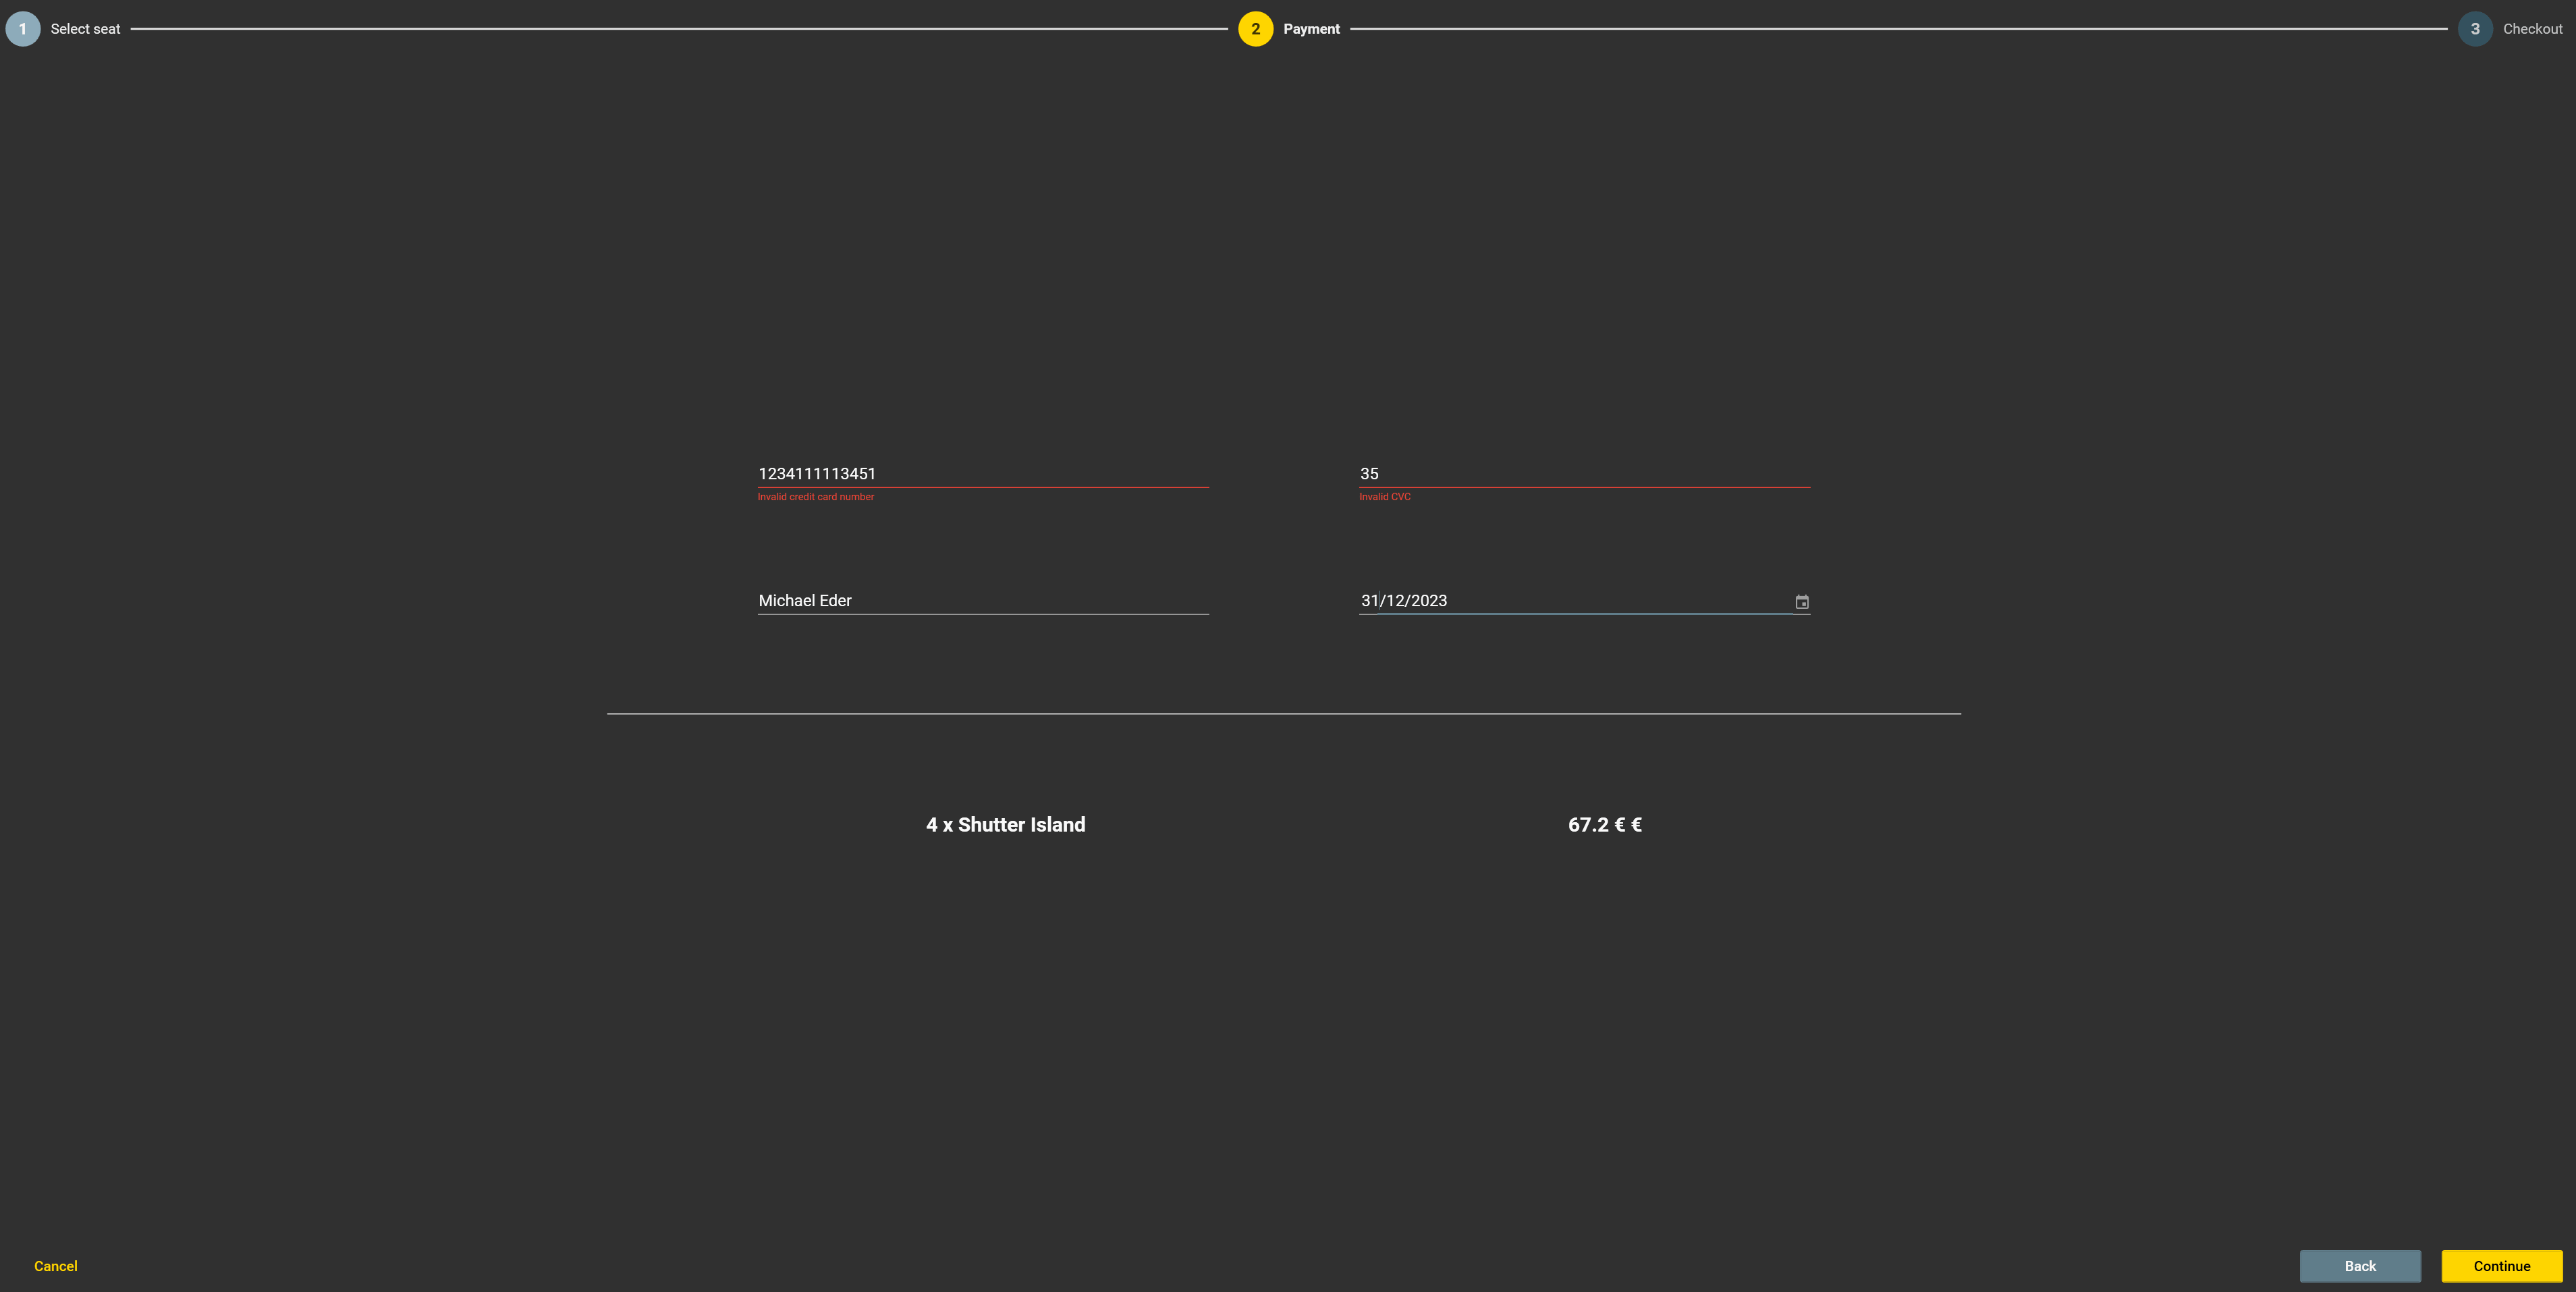 1 Select seat 2 Payment 3 Checkout
1234111113451 35
Invalid credit card number Invalid CVC
Michael Eder 31/12/2023
4 x Shutter Island 67.2 € €
Cancel Back Continue